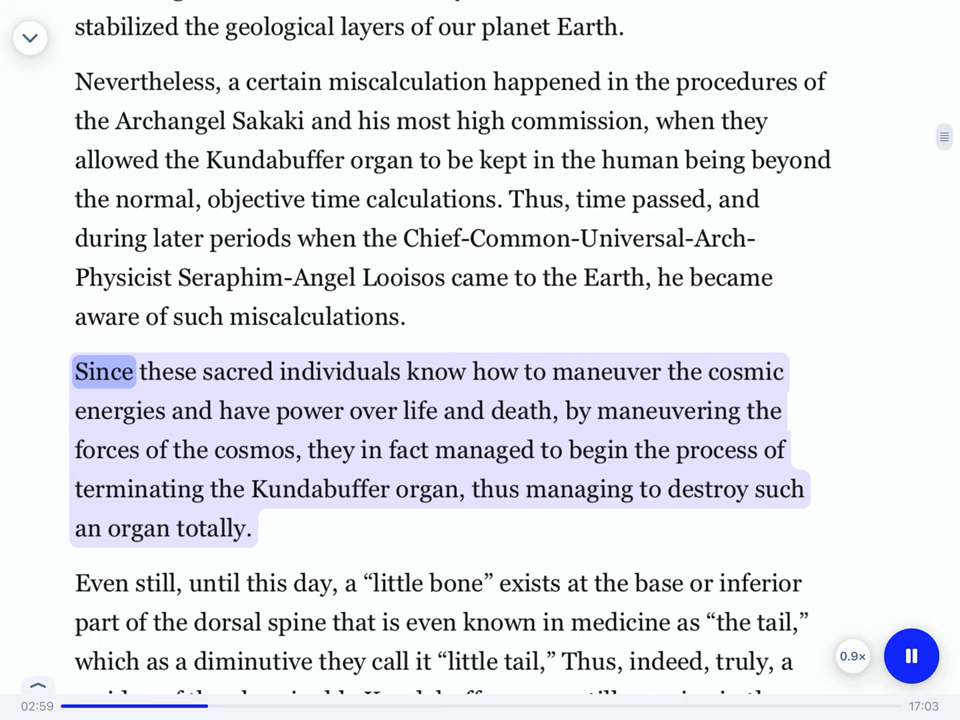 stabilized the geological layers of our planet Earth.
Nevertheless, a certain miscalculation happened in the procedures of
the Archangel Sakaki and his most high commission, when they
allowed the Kundabuffer organ to be kept in the human being beyond
the normal, objective time calculations. Thus, time passed, and
during later periods when the Chief-Common-Universal-Arch-
Physicist Seraphim-Angel Looisos came to the Earth, he became
aware of such miscalculations.
Since these sacred individuals know how to maneuver the cosmic
energies and have power over life and death, by maneuvering the
forces of the cosmos, they in fact managed to begin the process of
terminating the Kundabuffer organ, thus managing to destroy such
an organ totally.
Even still, until this day, a “little bone” exists at the base or inferior
part of the dorsal spine that is even known in medicine as “the tail,”
which as a diminutive they call it “little tail,” Thus, indeed, truly, a
0.9×
02:59
17:03